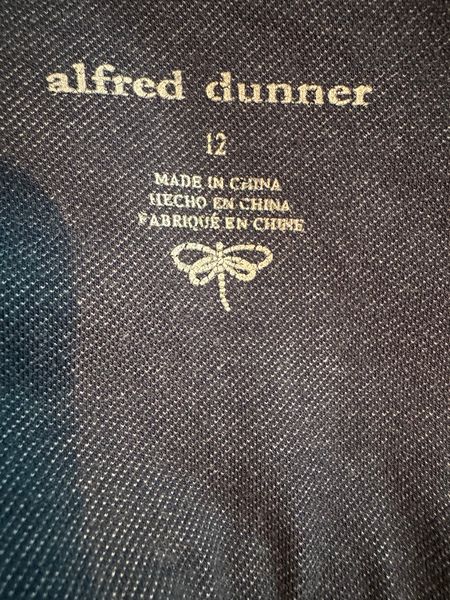 alfred dunner
12
MADE IN CHINA
HECHO EN CHINA
FABRIQUÉ EN CHINE